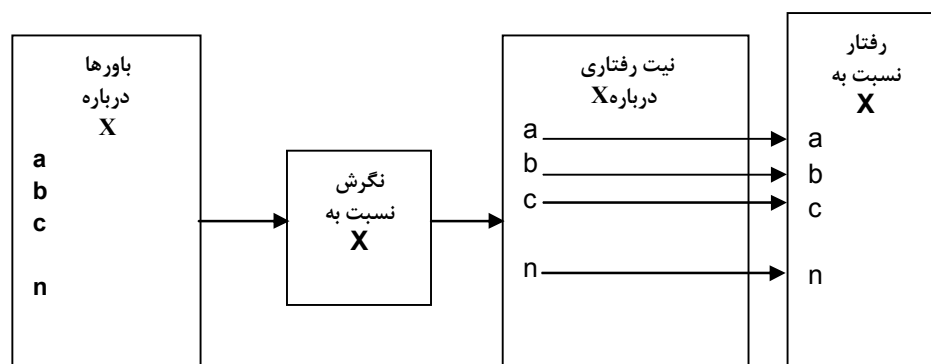 باورها
درباره
X
a
b
c
n
نگرش
نسبت به
X
نیت رفتاری
دربارهX
a
b
c
n
رفتار
نسبت به
X
a
b
c
n